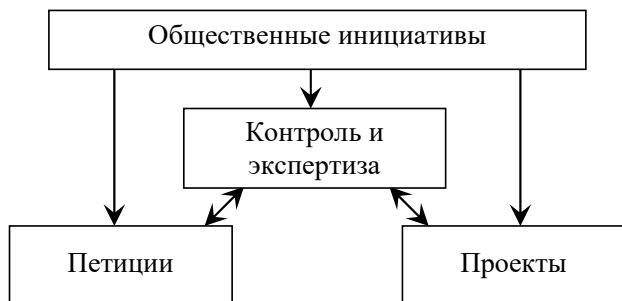 Общественные инициативы
Контроль и
экспертиза
Петиции
Проекты